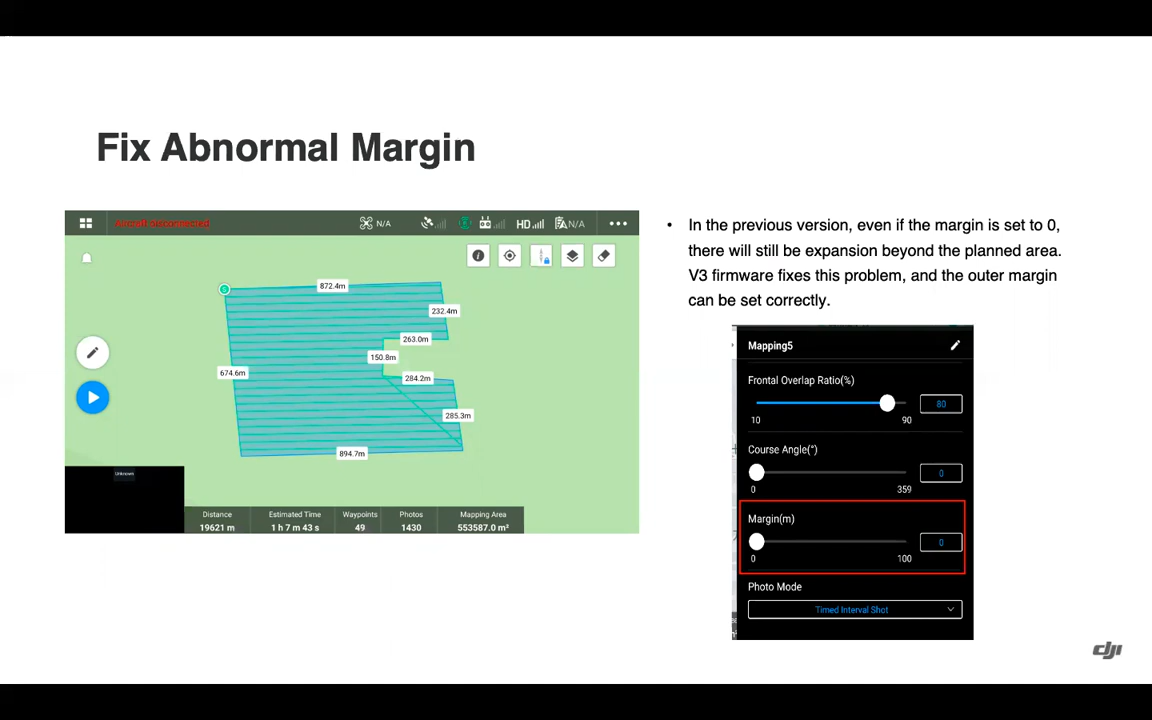 Fix Abnormal Margin
Aircraft disconnected
N/A
HD
N/A
872.4m
232.4m
263.0m
150.8m
674.6m
284.2m
285.3m
894.7m
Unknown
Distance Estimated Time Waypoints Photos Mapping Area
19621 m 1 h 7 m 43 s 49 1430 553587.0 m²
• In the previous version, even if the margin is set to 0,
there will still be expansion beyond the planned area.
V3 firmware fixes this problem, and the outer margin
can be set correctly.
Mapping5
Frontal Overlap Ratio(%)
80
10 90
Course Angle(°)
0
0 359
Margin(m)
0
0 100
Photo Mode
Timed Interval Shot
dji